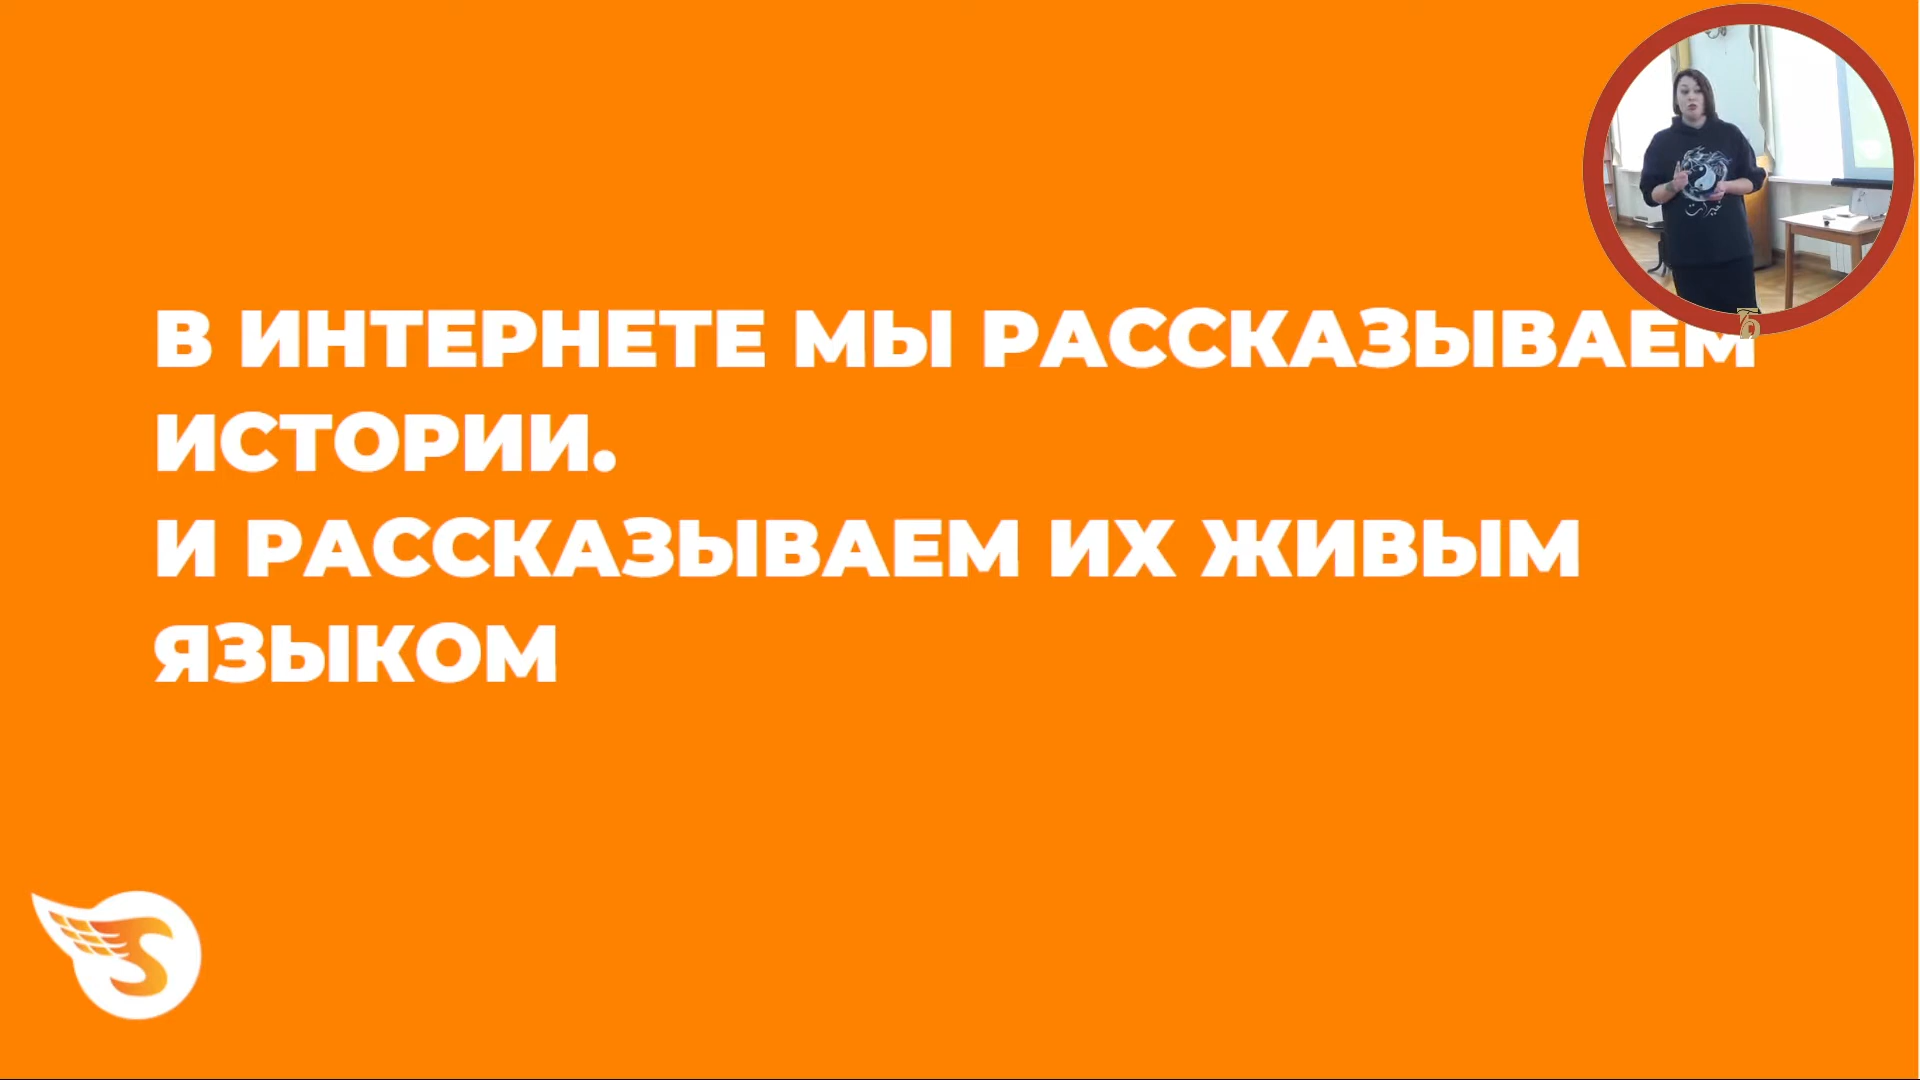 В ИНТЕРНЕТЕ МЫ РАССКАЗЫВАЕМ
ИСТОРИИ.
И РАССКАЗЫВАЕМ ИХ ЖИВЫМ
ЯЗЫКОМ
S